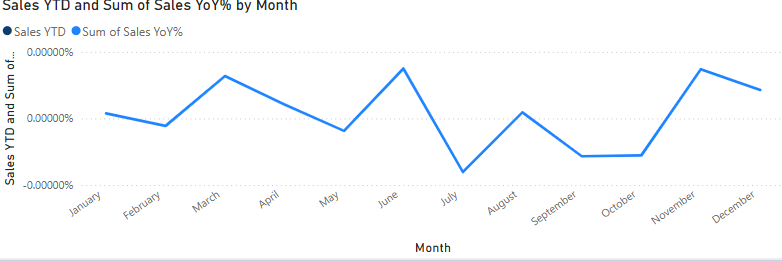 Sales YTD and Sum of Sales YoY% by Month
Sales YTD Sum of Sales YoY%
Sales YTD and Sum of...
0.00000%
0.00000%
-0.00000%
January February March April May June July August September October November December
Month